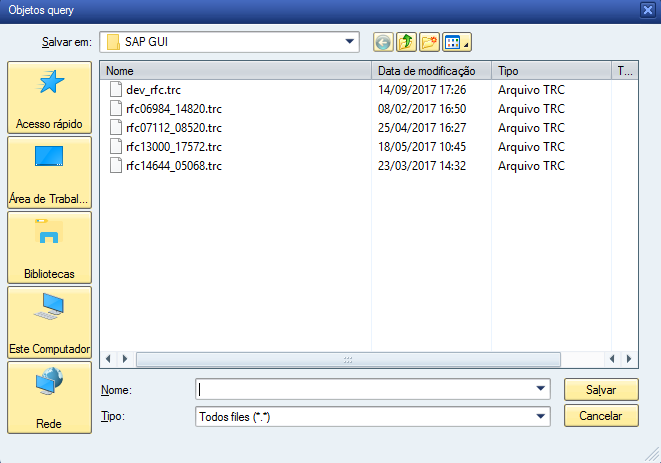 Objetos query
Salvar em: SAP GUI
Nome Data de modificação Tipo T...
dev_rfc.trc 14/09/2017 17:26 Arquivo TRC
rfc06984_14820.trc 08/02/2017 16:50 Arquivo TRC
rfc07112_08520.trc 25/04/2017 16:27 Arquivo TRC
rfc13000_17572.trc 18/05/2017 10:45 Arquivo TRC
rfc14644_05068.trc 23/03/2017 14:32 Arquivo TRC
Acesso rápido
Área de Trabal...
Bibliotecas
Este Computador
Rede
Nome: Salvar
Tipo: Todos files (*.*) Cancelar